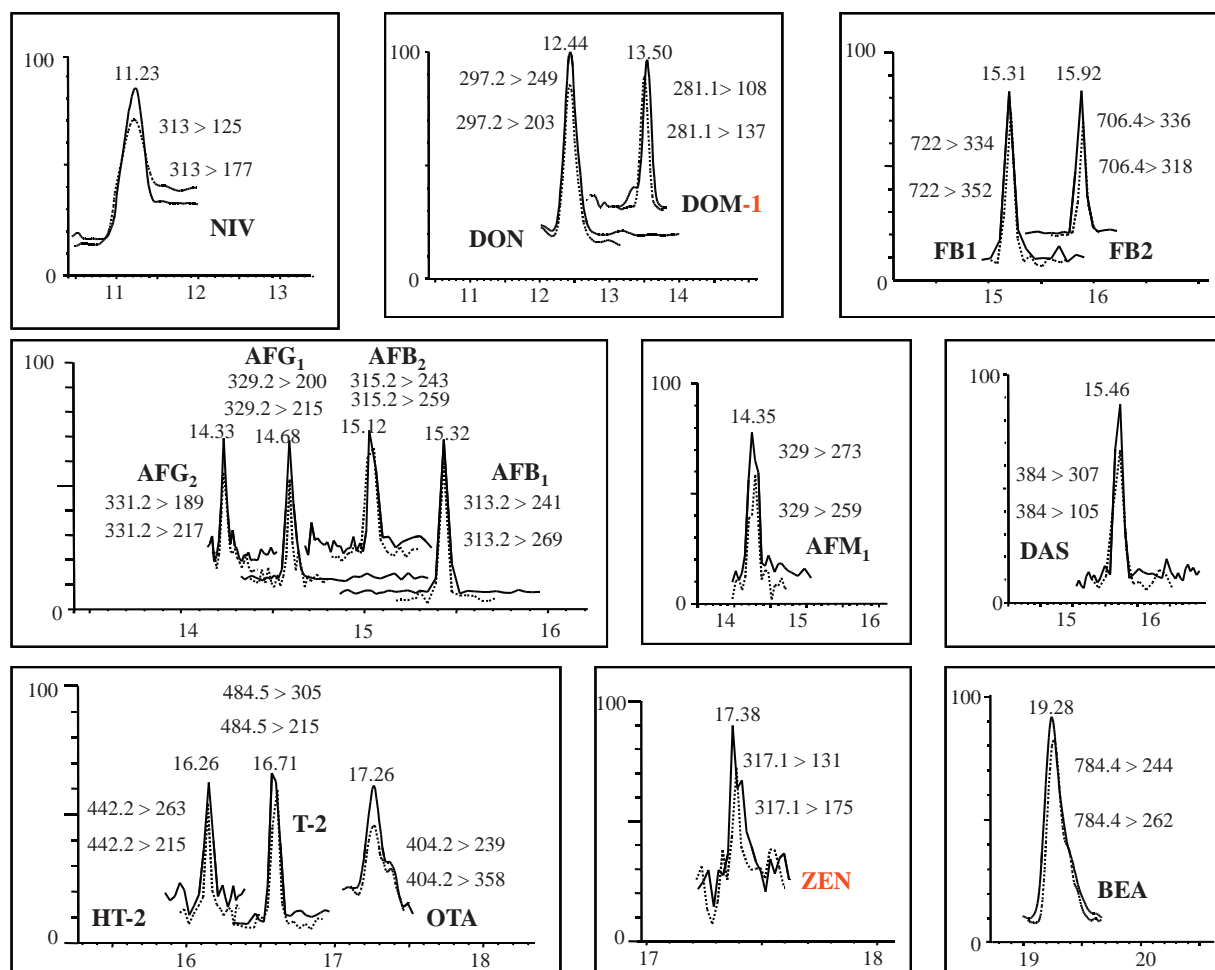 100
11.23
313 > 125
313 > 177
NIV
0
11 12 13
100
12.44
13.50
297.2 > 249
281.1> 108
297.2 > 203
281.1 > 137
DOM-1
DON
0
11 12 13 14
100
15.31
15.92
722 > 334
706.4> 336
722 > 352
706.4> 318
FB1
FB2
0
15 16
100
AFG₁
AFB₂
329.2 > 200
315.2 > 243
329.2 > 215
315.2 > 259
14.33
14.68
15.12
15.32
AFG₂
AFB₁
331.2 > 189
313.2 > 241
331.2 > 217
313.2 > 269
0
14 15 16
100
14.35
329 > 273
329 > 259
AFM₁
0
14 15 16
100
15.46
384 > 307
384 > 105
DAS
0
15 16
100
484.5 > 305
484.5 > 215
16.26
16.71
17.26
442.2 > 263
T-2
442.2 > 215
404.2 > 239
404.2 > 358
HT-2
OTA
0
16 17 18
100
17.38
317.1 > 131
317.1 > 175
ZEN
0
17 18
100
19.28
784.4 > 244
784.4 > 262
BEA
0
19 20